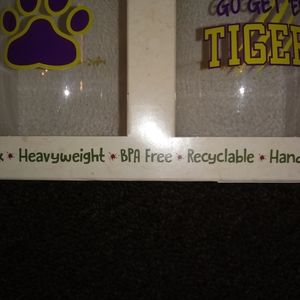 GO GET E
TIGER
* Heavyweight * BPA Free * Recyclable * Hand